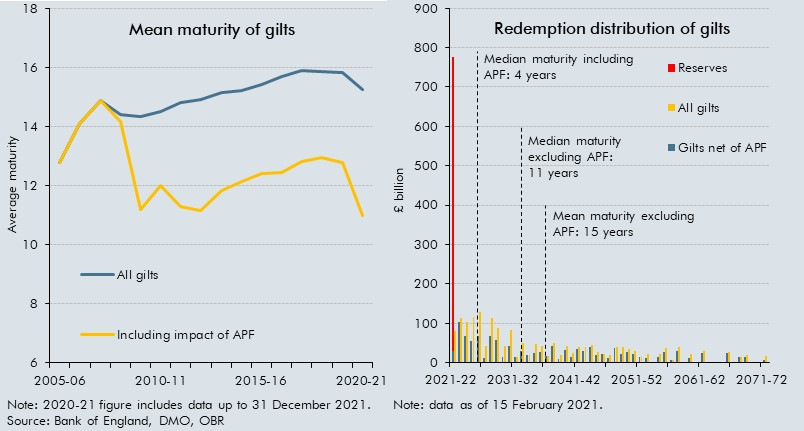 Mean maturity of gilts
Average maturity
18
16
14
12
10
8
6
All gilts
Including impact of APF
2005-06
2010-11
2015-16
2020-21
Note: 2020-21 figure includes data up to 31 December 2021.
Source: Bank of England, DMO, OBR
Redemption distribution of gilts
£ billion
900
800
700
600
500
400
300
200
100
0
Median maturity including
APF: 4 years
Median maturity
excluding APF:
11 years
Mean maturity excluding
APF: 15 years
Reserves
All gilts
Gilts net of APF
2021-22
2031-32
2041-42
2051-52
2061-62
2071-72
Note: data as of 15 February 2021.